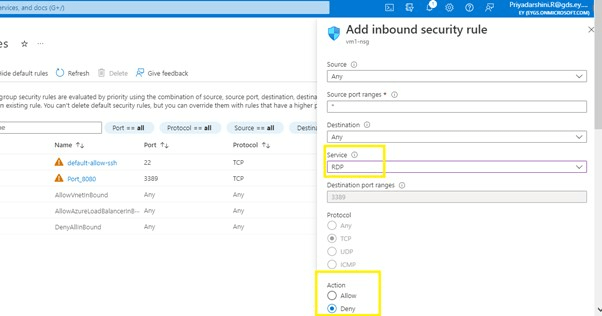 services, and docs (G+/)
Priyadarshini.R@gds.ey....
EY (EYGS.ONMICROSOFT.COM)
es
Hide default rules
Refresh
Delete
Give feedback
group security rules are evaluated by priority using the combination of source, source port, destination, destinat
n existing rule. You can't delete default security rules, but you can override them with rules that have a higher p
Port == all
Protocol == all
Source == all
Destina
Name ↑↓
Port ↑↓
Protocol ↑↓
default-allow-ssh
22
TCP
Port_8080
3389
TCP
AllowVnetInBound
Any
Any
AllowAzureLoadBalancerInB...
Any
Any
DenyAllInBound
Any
Any
Add inbound security rule
vm1-nsg
Source
Any
Source port ranges *
*
Destination
Any
Service
RDP
Destination port ranges
3389
Protocol
Any
TCP
UDP
ICMP
Action
Allow
Deny